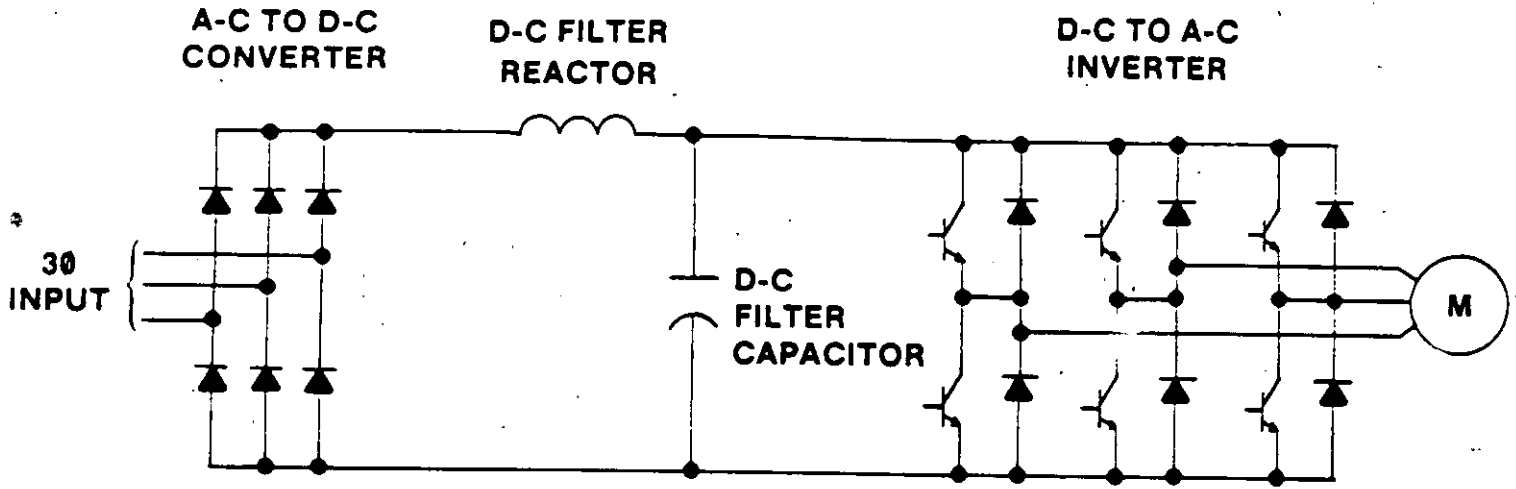 A-C TO D-C
CONVERTER
D-C FILTER
REACTOR
D-C TO A-C
INVERTER
3Ø
INPUT
D-C
FILTER
CAPACITOR
M